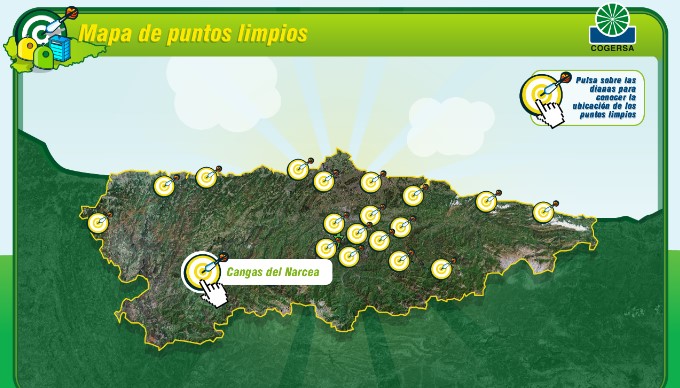 Mapa de puntos limpios
COGERSA
Pulsa sobre las
dianas para
conocer la
ubicación de los
puntos limpios
Cangas del Narcea